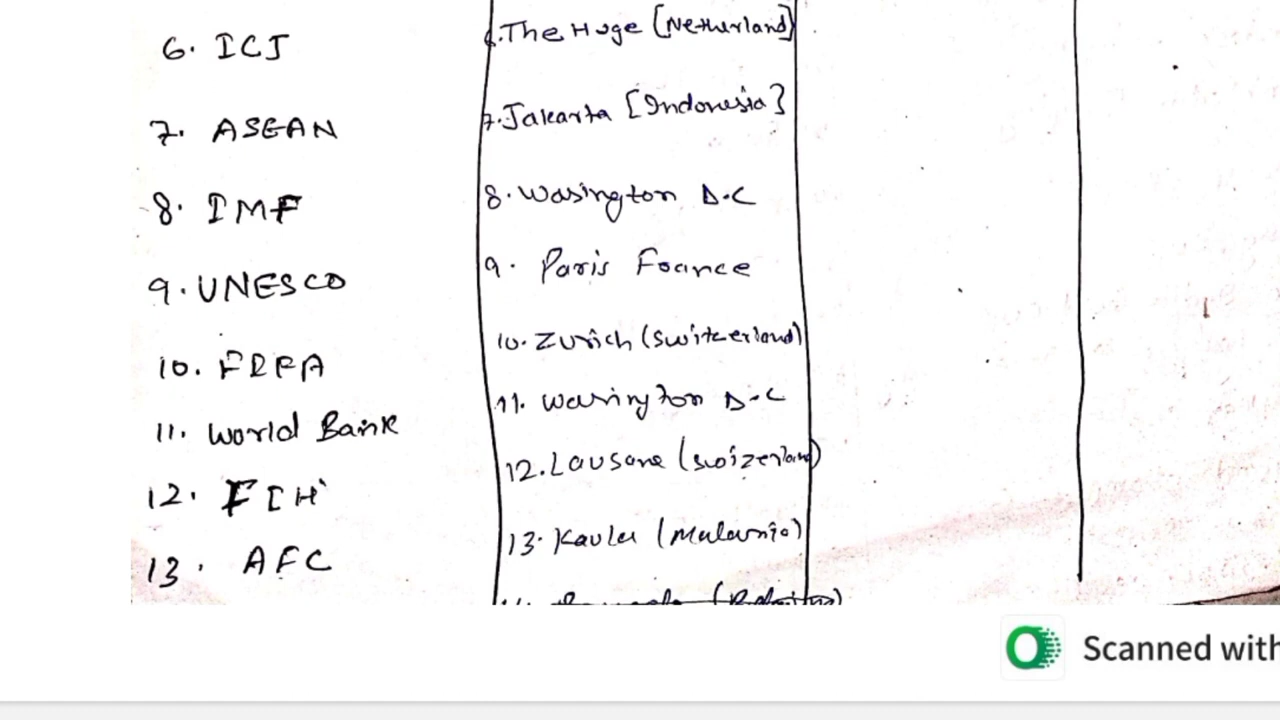 6. ICJ
6. The Huge [Netherland]
7. ASEAN
7. Jakarta [Indonesia]
8. IMF
8. Wasington D.C
9. UNESCO
9. Paris France
10. FIFA
10. Zurich (Switzerland)
11. World Bank
11. Wasington D.C
12. FIH
12. Lausane (Swizerland)
13. AFC
13. (Malaysia)
Scanned with